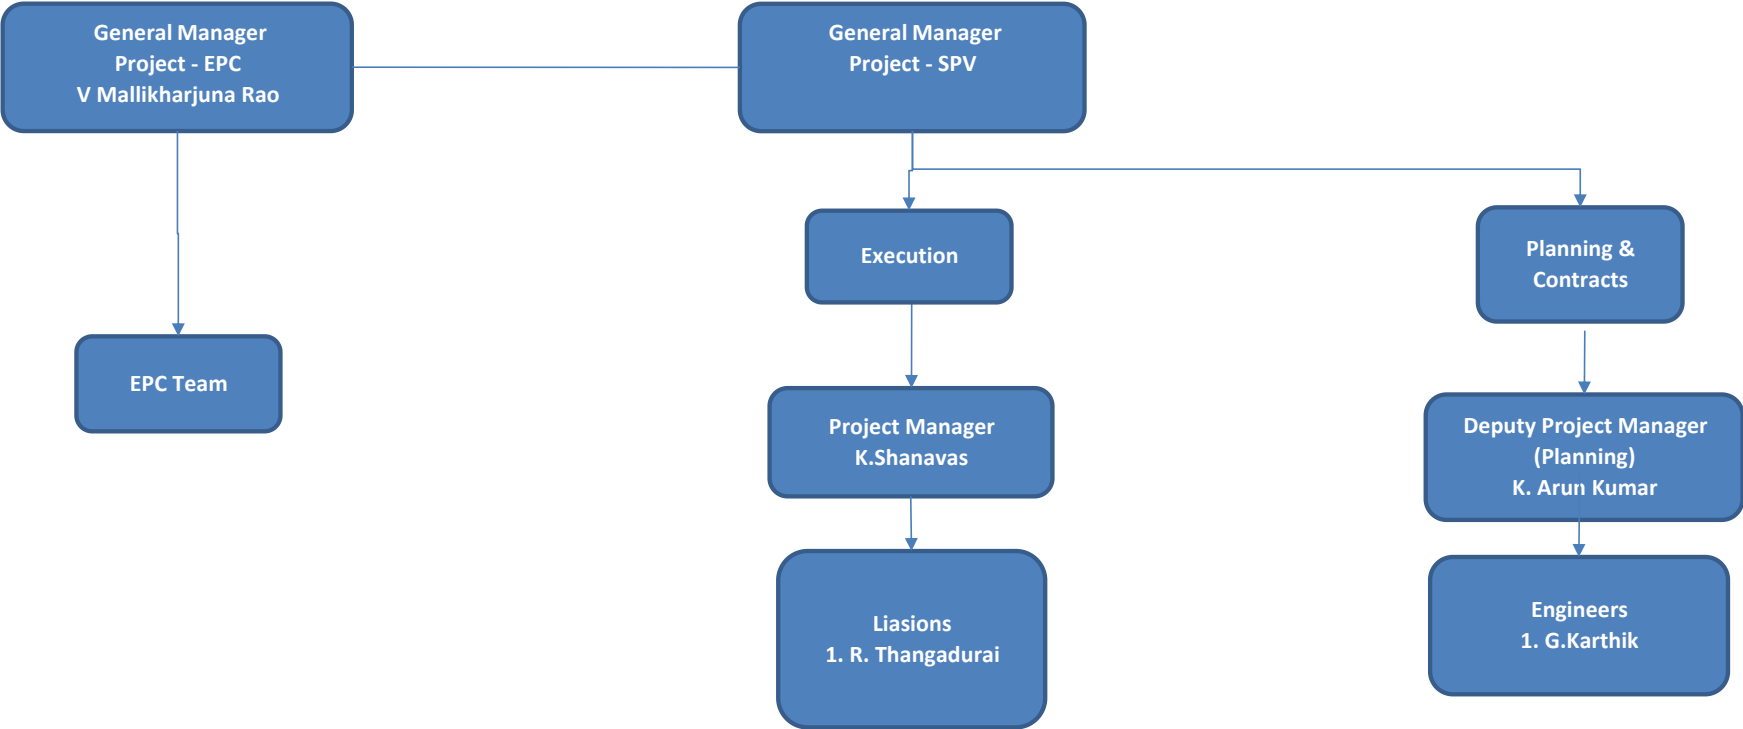 General Manager
Project - EPC
V Mallikharjuna Rao
General Manager
Project - SPV
Execution
Planning &
Contracts
EPC Team
Project Manager
K.Shanavas
Deputy Project Manager
(Planning)
K. Arun Kumar
Liasions
1. R. Thangadurai
Engineers
1. G.Karthik